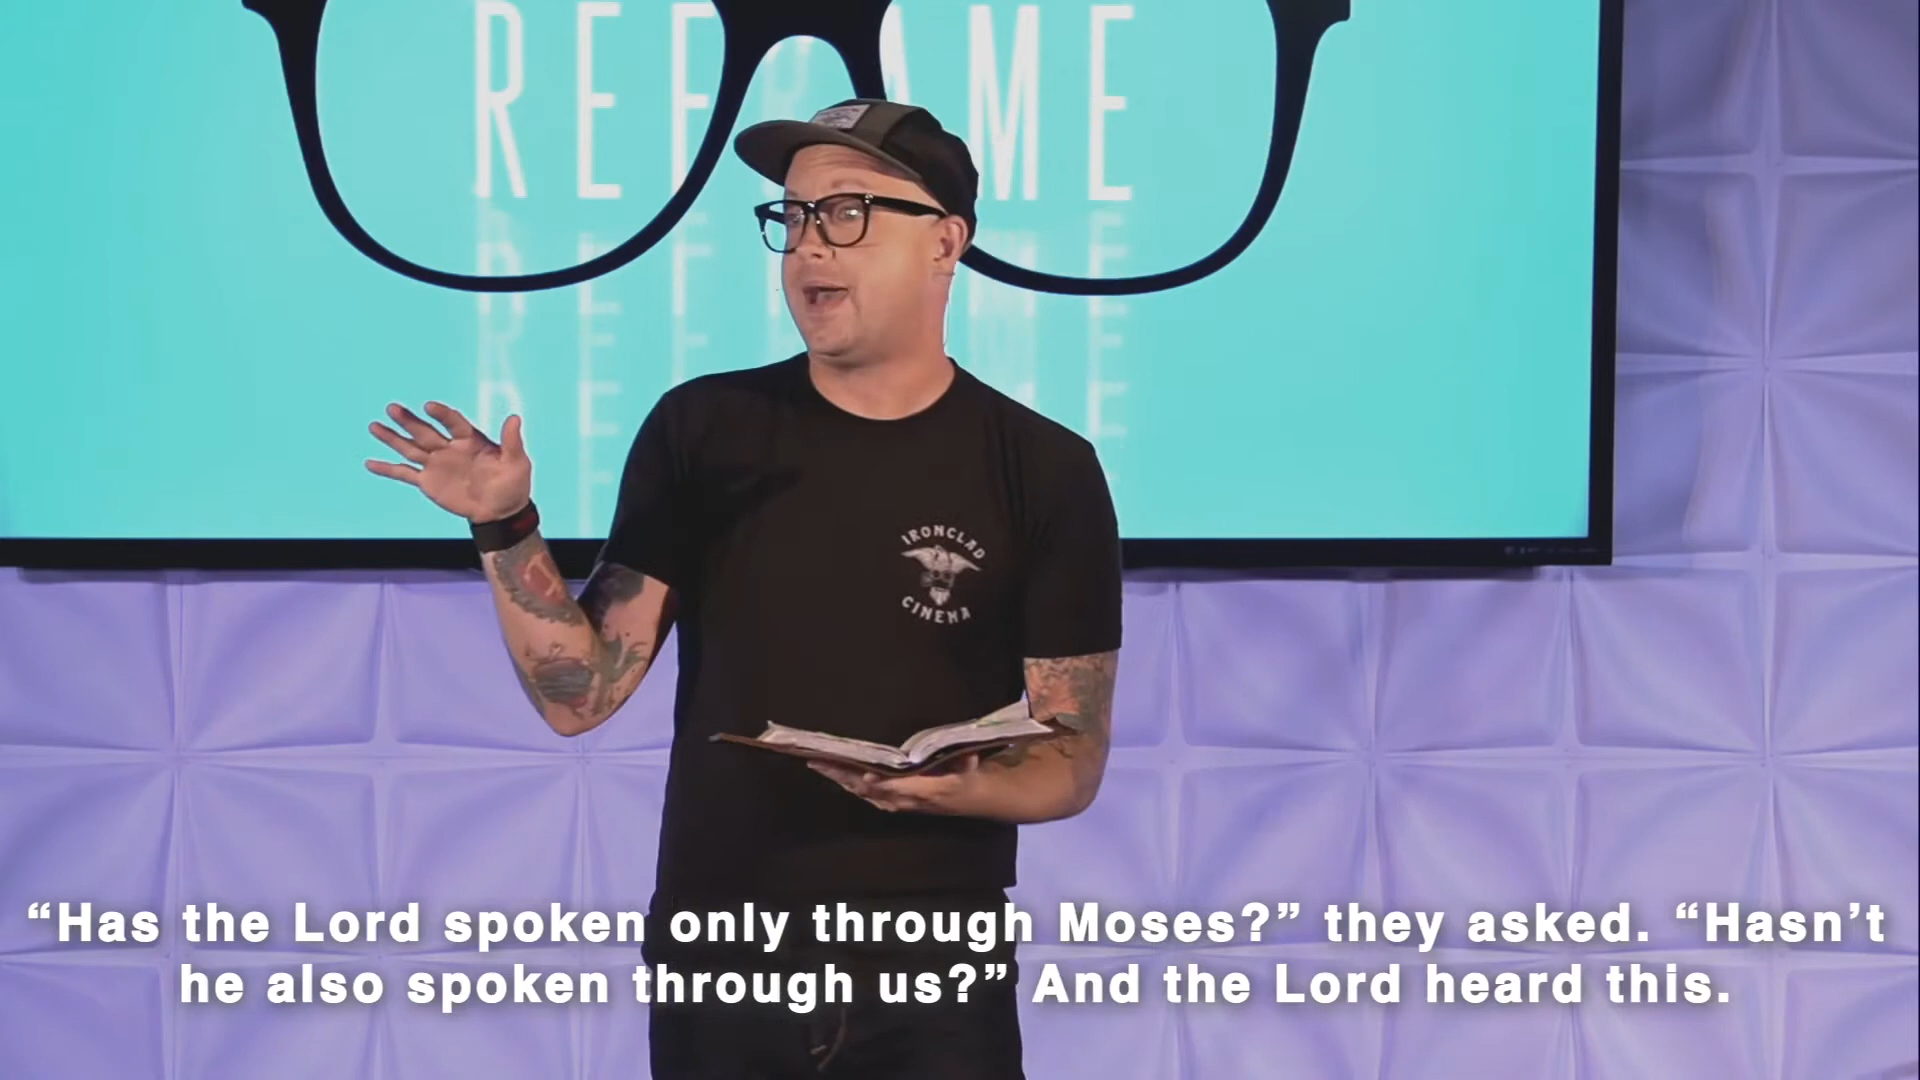 REFRAME
IRONCLAD
CINEMA
“Has the Lord spoken only through Moses?” they asked. “Hasn’t
he also spoken through us?” And the Lord heard this.